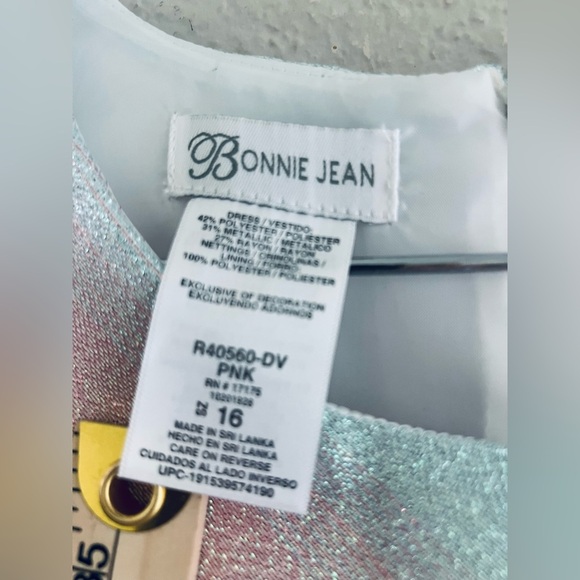 BONNIE JEAN
DRESS / VESTIDO:
42% POLYESTER / POLIESTER
31% METALLIC / METALICO
27% RAYON / RAYON
NETTINGS / CRINOLINAS /
LINING / FORRO:
100% POLYESTER / POLIESTER
EXCLUSIVE OF DECORATION
EXCLUYENDO ADORNOS
R40560-DV
PNK
RN # 17175
SZ 16
MADE IN SRI LANKA
HECHO EN SRI LANKA
CARE ON REVERSE
CUIDADOS AL LADO INVERSO
UPC-191539574190